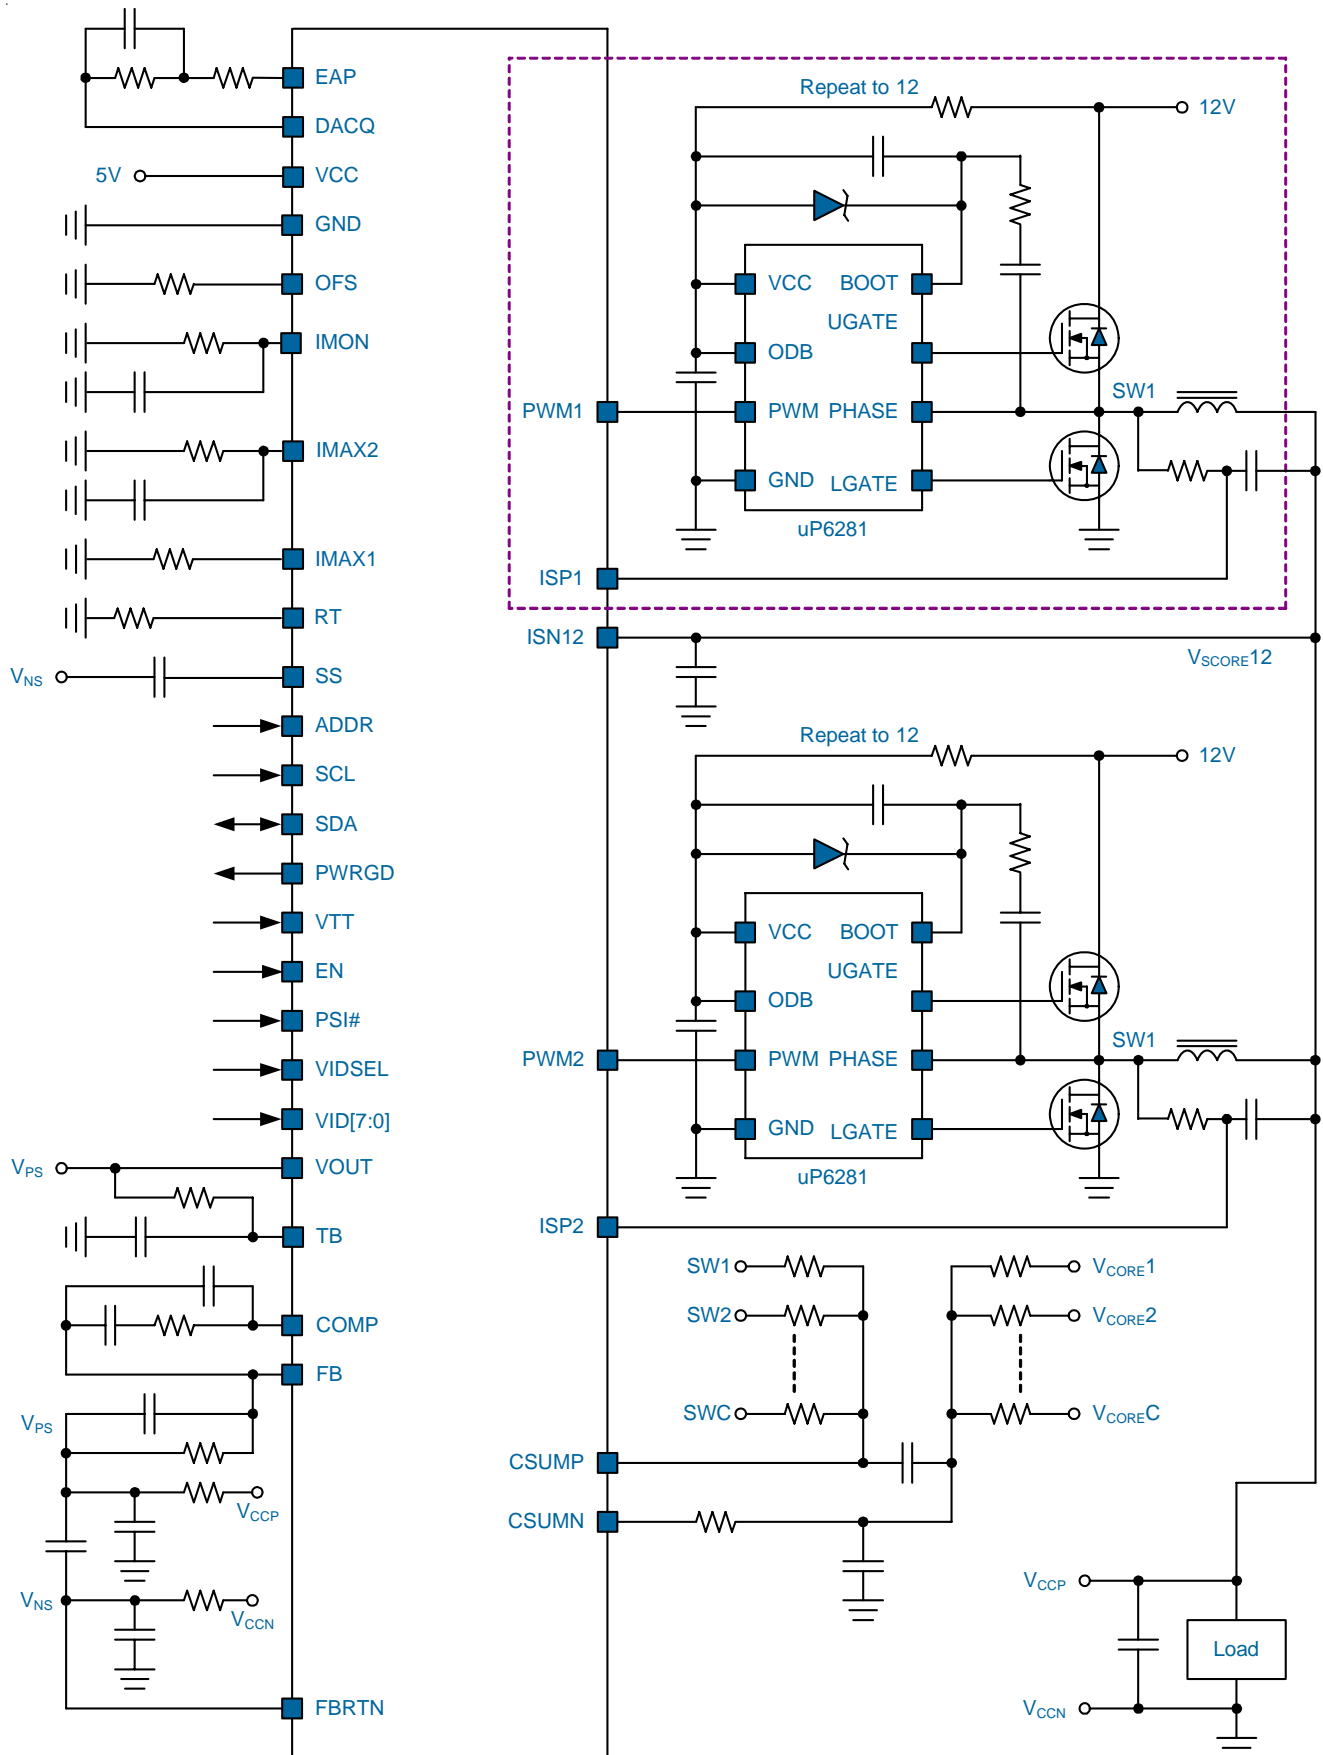 EAP
DACQ
5V VCC
GND
OFS
IMON
IMAX2
IMAX1
RT
VNS SS
ADDR
SCL
SDA
PWRGD
VTT
EN
PSI#
VIDSEL
VID[7:0]
VPS VOUT
TB
COMP
FB
VPS
VCCP
VNS
VCCN
FBRTN
Repeat to 12
12V
VCC BOOT
UGATE
ODB
SW1
PWM1 PWM PHASE
GND LGATE
uP6281
ISP1
ISN12
VSCORE12
Repeat to 12
12V
VCC BOOT
UGATE
ODB
SW1
PWM2 PWM PHASE
GND LGATE
uP6281
ISP2
SW1 VCORE1
SW2 VCORE2
SWC VCOREC
CSUMP
CSUMN
VCCP
Load
VCCN